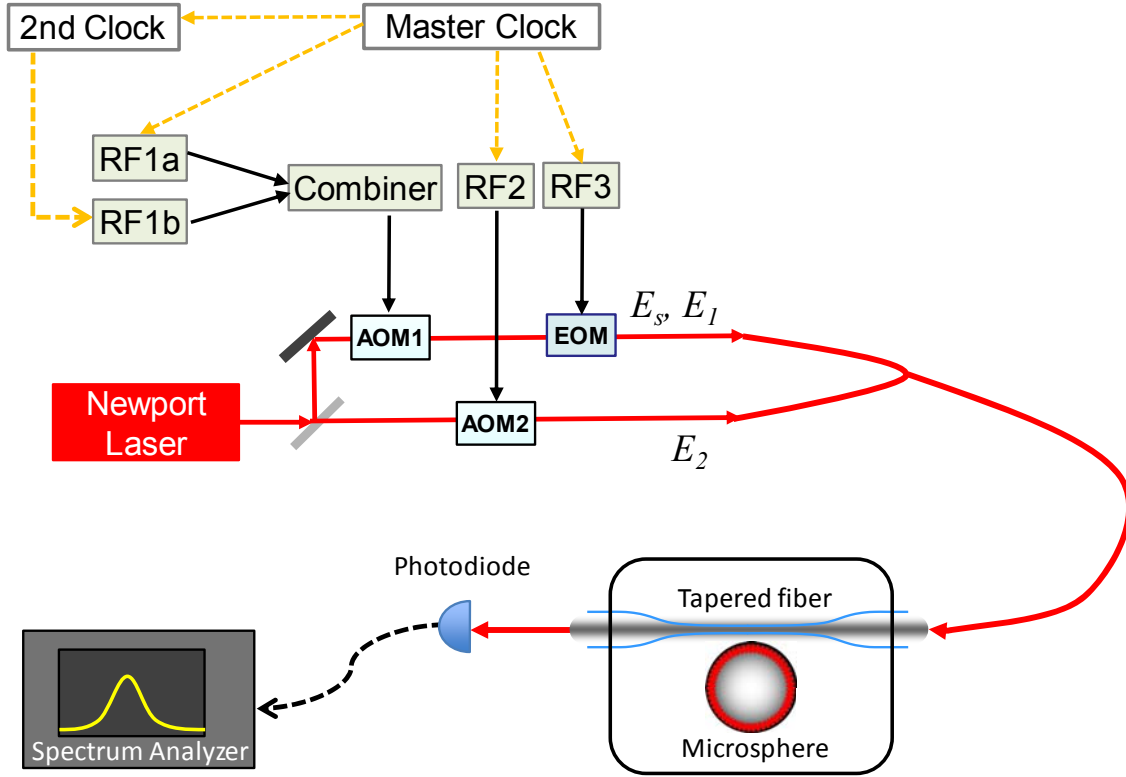 2nd Clock
Master Clock
RF1a
RF1b
Combiner
RF2
RF3
AOM1
EOM
Es, E1
Newport
Laser
AOM2
E2
Photodiode
Tapered fiber
Microsphere
Spectrum Analyzer